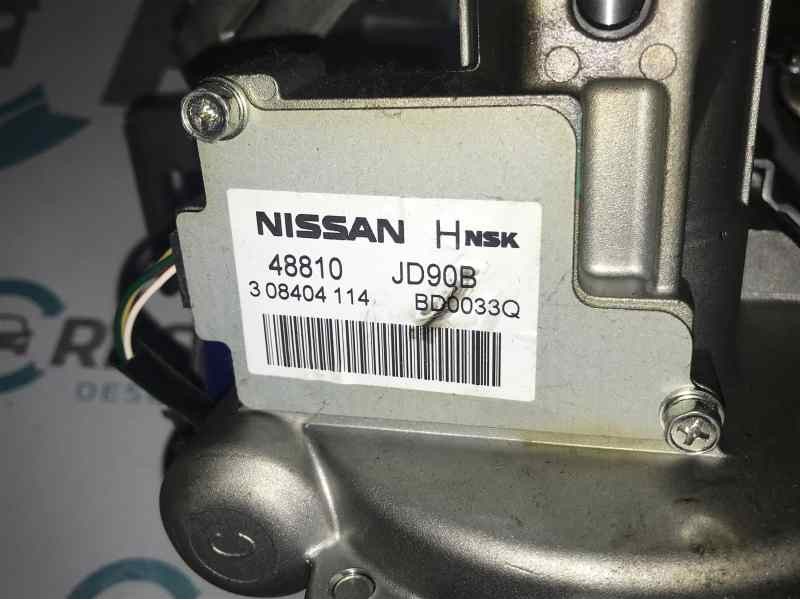 NISSAN H NSK
48810 JD90B
3 08404 114 BD0033Q
C